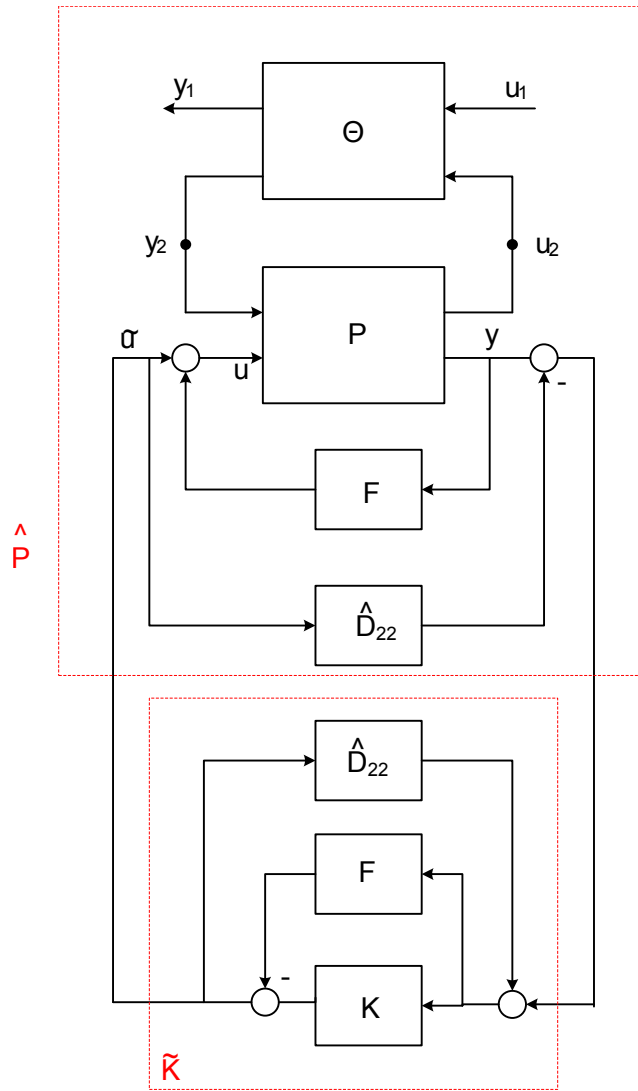 y₁
u₁
Θ
y₂
u₂
P
ũ
u
y
-
F
P̂
D̂₂₂
D̂₂₂
F
-
K
K̃